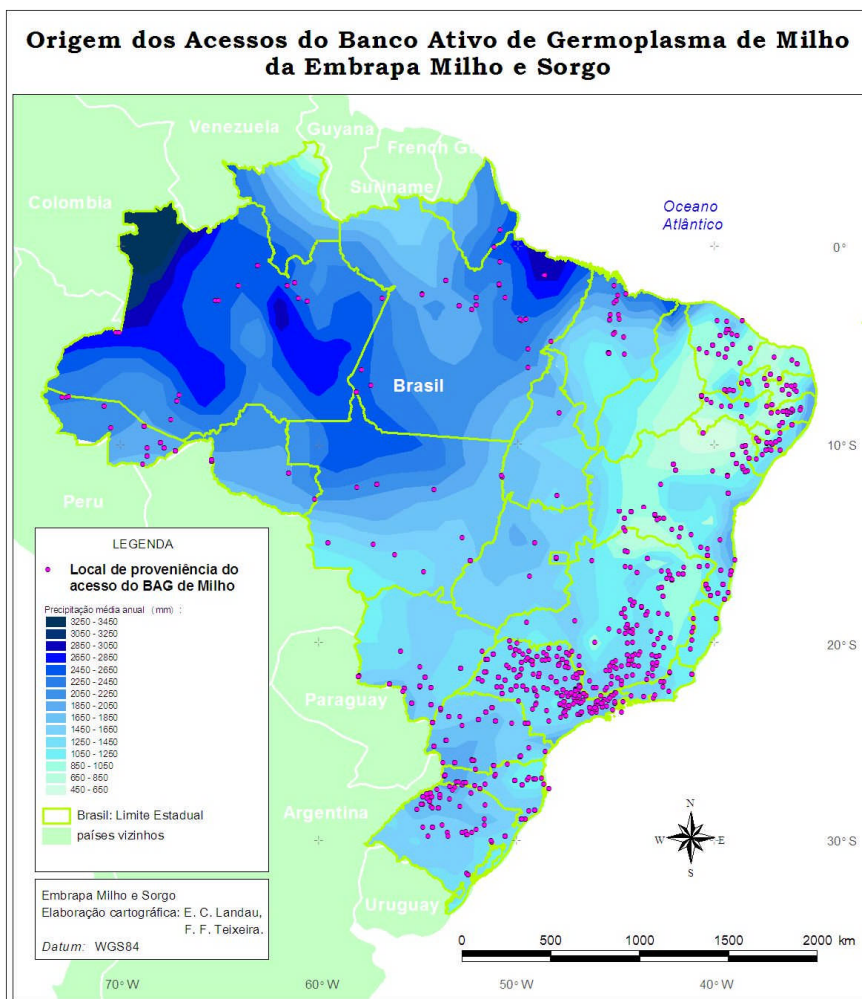 Origem dos Acessos do Banco Ativo de Germoplasma de Milho
da Embrapa Milho e Sorgo
Venezuela
Guyana
French Gu
Suriname
Colombia
Oceano
Atlântico
0°
Brasil
10°S
Peru
LEGENDA
Local de proveniência do
acesso do BAG de Milho
Precipitação média anual (mm) :
3250 - 3450
3050 - 3250
2850 - 3050
2650 - 2850
2450 - 2650
2250 - 2450
2050 - 2250
1850 - 2050
1650 - 1850
1450 - 1650
1250 - 1450
1050 - 1250
850 - 1050
650 - 850
450 - 650
Brasil: Limite Estadual
países vizinhos
20°S
Paraguay
Argentina
N
W
E
S
30°S
Uruguay
Embrapa Milho e Sorgo
Elaboração cartográfica: E. C. Landau,
F. F. Teixeira.
Datum: WGS84
0 500 1000 1500 2000 km
70°W 60°W 50°W 40°W